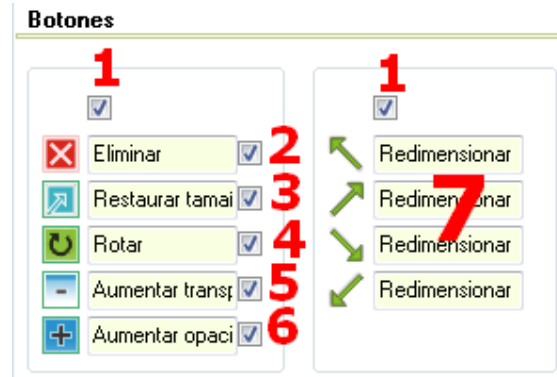 Botones
1
1
Eliminar 2
Restaurar tamai 3
Rotar 4
Aumentar transp 5
Aumentar opaci 6
Redimensionar
Redimensionar
7
Redimensionar
Redimensionar